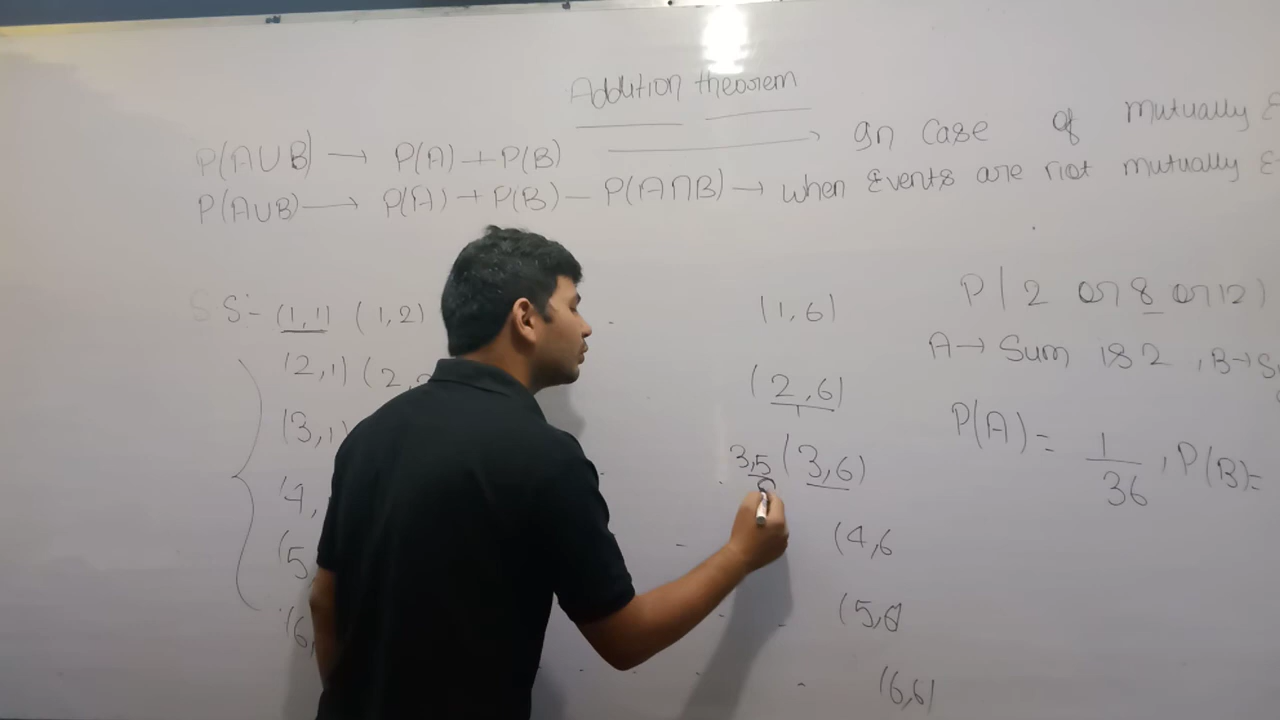 Addition theorem
P(AUB) → P(A) + P(B) → In Case of Mutually E
P(AUB) → P(A) + P(B) - P(A∩B) → when Events are not mutually E
S:- (1,1) (1,2) (1,6)
(2,1) (2, (2,6)
(3,1 3,5 (3,6)
(4, (4,6
(5, (5,6)
(6, (6,6)
P(2 or 8 or 12)
A → Sum is 2, B → S
P(A) = 1/36, P(B) =